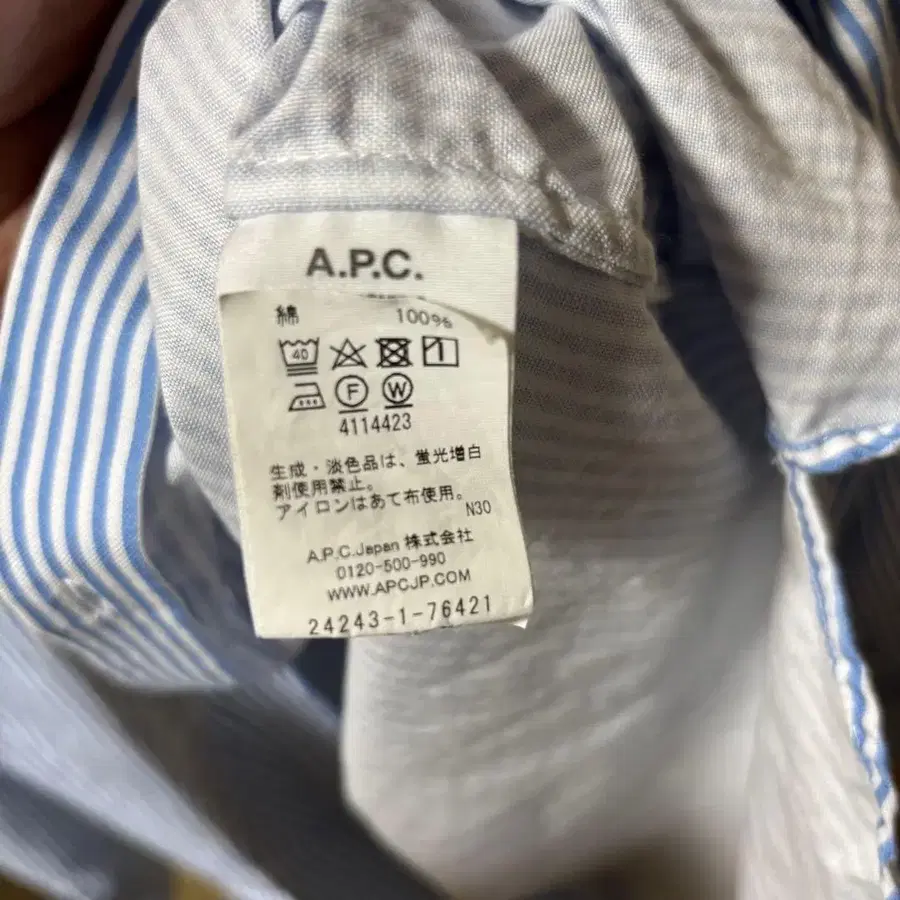 A.P.C.
綿 100%
40
F W
4114423
生成・淡色品は、蛍光増白
剤使用禁止。
アイロンはあて布使用。
N30
A.P.C.Japan 株式会社
0120-500-990
WWW.APCJP.COM
24243-1-76421